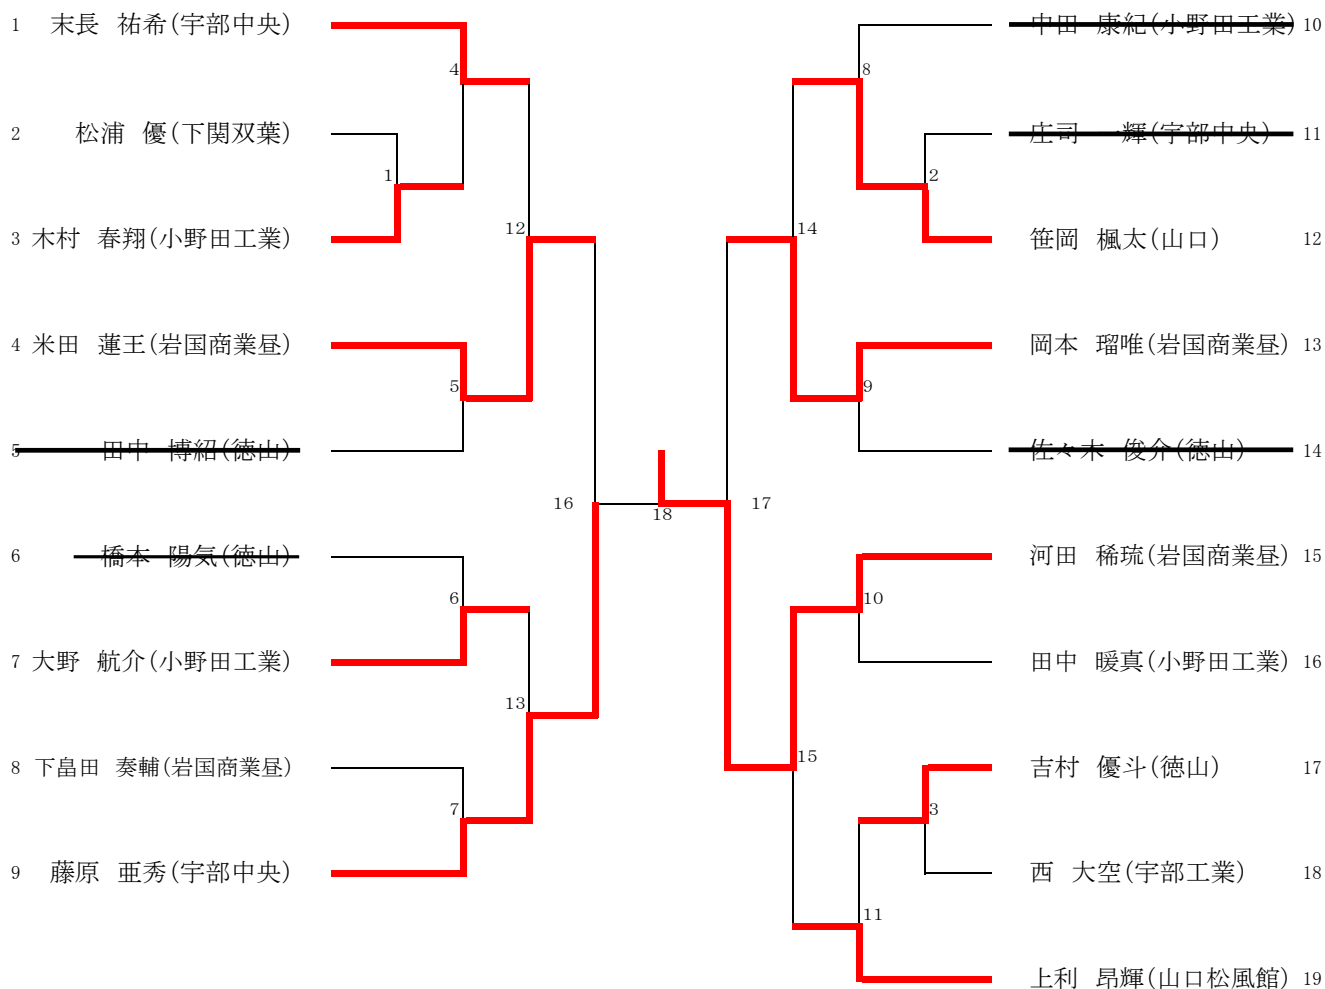 1 末長 祐希(宇部中央)
2 松浦 優(下関双葉)
3 木村 春翔(小野田工業)
4 米田 蓮王(岩国商業昼)
5 田中 博紹(徳山)
6 橋本 陽気(徳山)
7 大野 航介(小野田工業)
8 下畠田 奏輔(岩国商業昼)
9 藤原 亜秀(宇部中央)
4
1
12
5
6
13
7
16
18
17
8
2
14
9
10
15
3
11
中田 康紀(小野田工業) 10
庄司 一輝(宇部中央) 11
笹岡 楓太(山口) 12
岡本 瑠唯(岩国商業昼) 13
佐々木 俊介(徳山) 14
河田 稀琉(岩国商業昼) 15
田中 暖真(小野田工業) 16
吉村 優斗(徳山) 17
西 大空(宇部工業) 18
上利 昂輝(山口松風館) 19